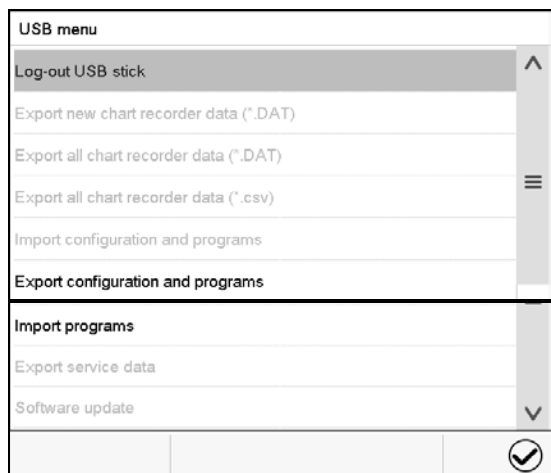 USB menu
Log-out USB stick
Export new chart recorder data (*.DAT)
Export all chart recorder data (*.DAT)
Export all chart recorder data (*.csv)
Import configuration and programs
Export configuration and programs
Import programs
Export service data
Software update